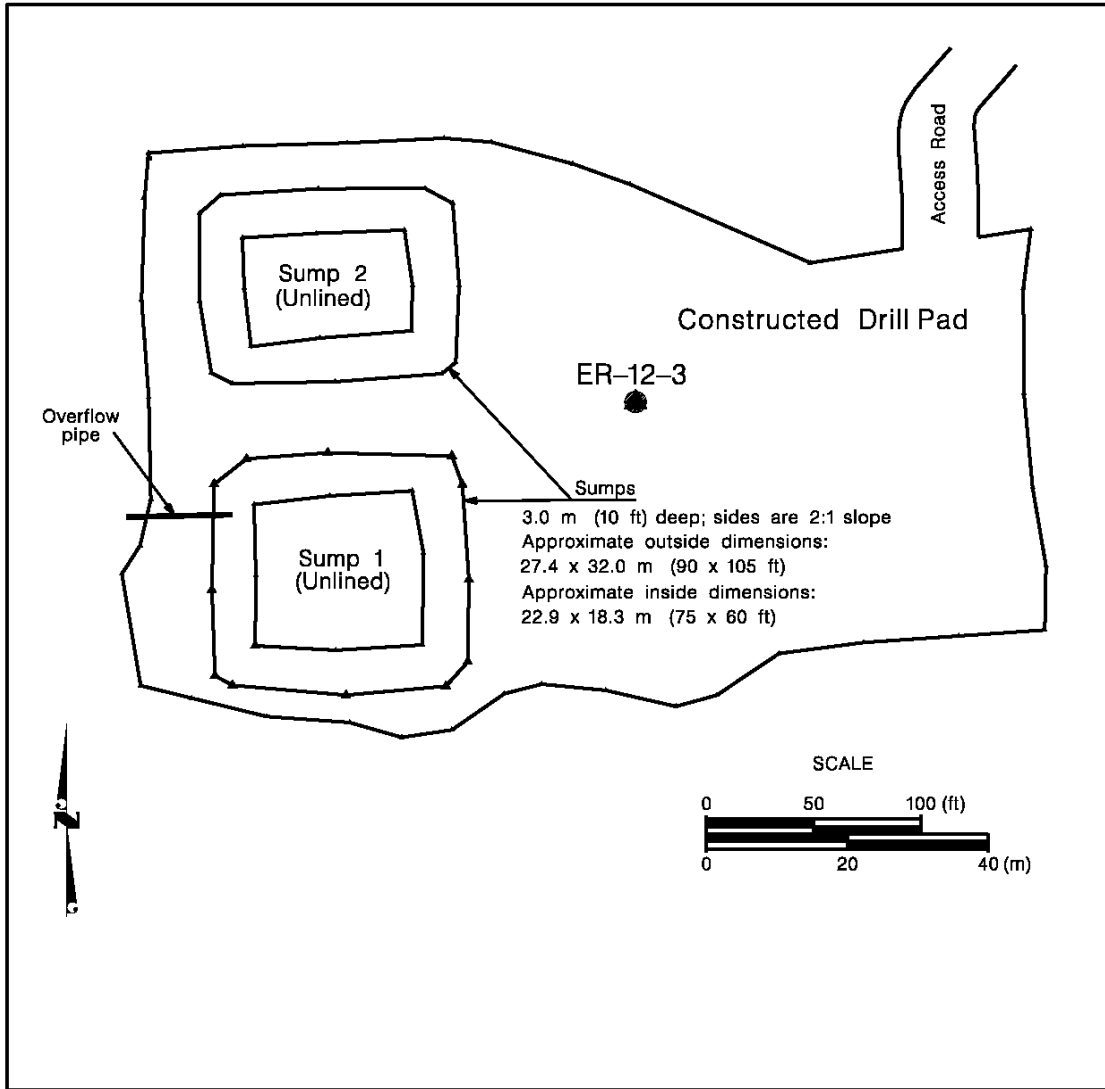 Access Road
Sump 2
(Unlined)
Constructed Drill Pad
ER–12–3
Overflow
pipe
Sumps
3.0 m (10 ft) deep; sides are 2:1 slope
Approximate outside dimensions:
27.4 x 32.0 m (90 x 105 ft)
Approximate inside dimensions:
22.9 x 18.3 m (75 x 60 ft)
Sump 1
(Unlined)
N
SCALE
0 50 100 (ft)
0 20 40 (m)